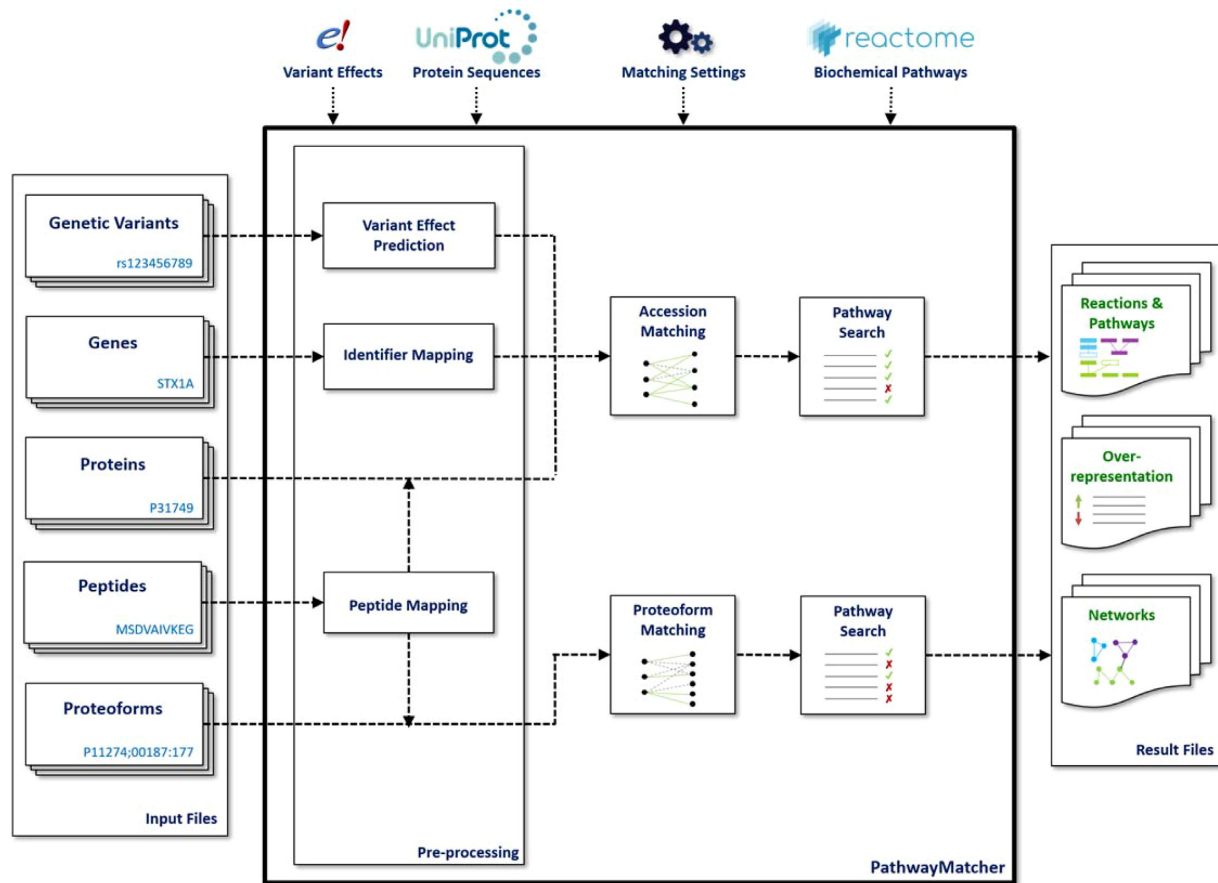 e!
UniProt
reactome
Variant Effects
Protein Sequences
Matching Settings
Biochemical Pathways
Genetic Variants
rs123456789
Genes
STX1A
Proteins
P31749
Peptides
MSDVAIVKEG
Proteoforms
P11274;00187:177
Input Files
Variant Effect
Prediction
Identifier Mapping
Peptide Mapping
Pre-processing
Accession
Matching
Pathway
Search
Proteoform
Matching
Pathway
Search
PathwayMatcher
Reactions &
Pathways
Over-
representation
Networks
Result Files